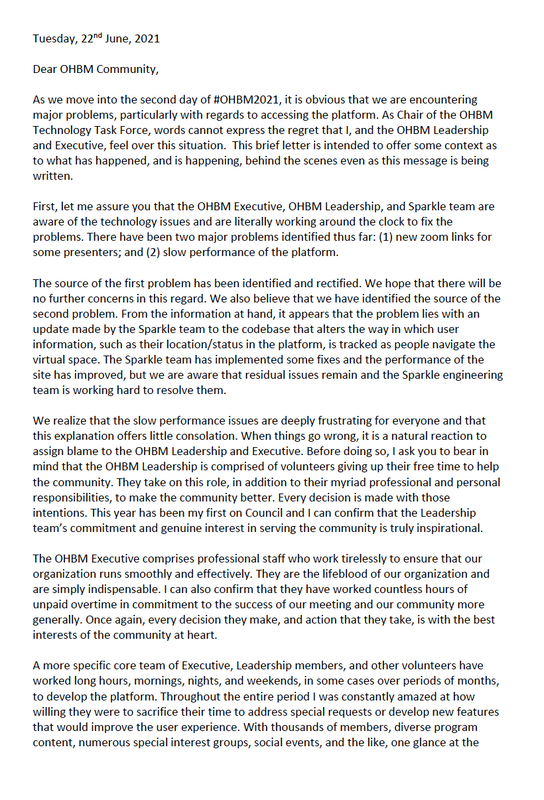 Tuesday, 22nd June, 2021
Dear OHBM Community,
As we move into the second day of #OHBM2021, it is obvious that we are encountering
major problems, particularly with regards to accessing the platform. As Chair of the OHBM
Technology Task Force, words cannot express the regret that I, and the OHBM Leadership
and Executive, feel over this situation.  This brief letter is intended to offer some context as
to what has happened, and is happening, behind the scenes even as this message is being
written.
First, let me assure you that the OHBM Executive, OHBM Leadership, and Sparkle team are
aware of the technology issues and are literally working around the clock to fix the
problems. There have been two major problems identified thus far: (1) new zoom links for
some presenters; and (2) slow performance of the platform.
The source of the first problem has been identified and rectified. We hope that there will be
no further concerns in this regard. We also believe that we have identified the source of the
second problem. From the information at hand, it appears that the problem lies with an
update made by the Sparkle team to the codebase that alters the way in which user
information, such as their location/status in the platform, is tracked as people navigate the
virtual space. The Sparkle team has implemented some fixes and the performance of the
site has improved, but we are aware that residual issues remain and the Sparkle engineering
team is working hard to resolve them.
We realize that the slow performance issues are deeply frustrating for everyone and that
this explanation offers little consolation. When things go wrong, it is a natural reaction to
assign blame to the OHBM Leadership and Executive. Before doing so, I ask you to bear in
mind that the OHBM Leadership is comprised of volunteers giving up their free time to help
the community. They take on this role, in addition to their myriad professional and personal
responsibilities, to make the community better. Every decision is made with those
intentions. This year has been my first on Council and I can confirm that the Leadership
team's commitment and genuine interest in serving the community is truly inspirational.
The OHBM Executive comprises professional staff who work tirelessly to ensure that our
organization runs smoothly and effectively. They are the lifeblood of our organization and
are simply indispensable. I can also confirm that they have worked countless hours of
unpaid overtime in commitment to the success of our meeting and our community more
generally. Once again, every decision they make, and action that they take, is with the best
interests of the community at heart.
A more specific core team of Executive, Leadership members, and other volunteers have
worked long hours, mornings, nights, and weekends, in some cases over periods of months,
to develop the platform. Throughout the entire period I was constantly amazed at how
willing they were to sacrifice their time to address special requests or develop new features
that would improve the user experience. With thousands of members, diverse program
content, numerous special interest groups, social events, and the like, one glance at the